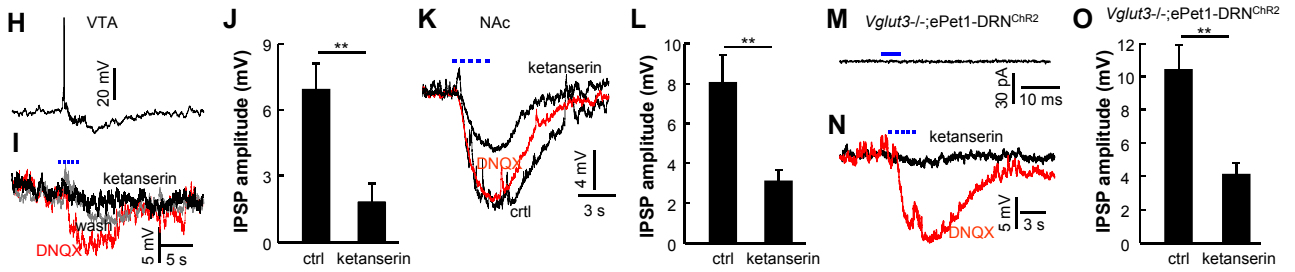 H
VTA
20 mV
I
ketanserin
wash
DNQX
5 mV
5 s
J
IPSP amplitude (mV)
9
6
3
0
**
ctrl
ketanserin
K
NAc
ketanserin
DNQX
crtl
4 mV
3 s
L
IPSP amplitude (mV)
10
8
6
4
2
0
**
ctrl
ketanserin
M
Vglut3-/-;ePet1-DRNChR2
30 pA
10 ms
N
ketanserin
DNQX
5 mV
3 s
Vglut3-/-;ePet1-DRNChR2
O
IPSP amplitude (mV)
12
10
8
6
4
2
0
**
ctrl
ketanserin